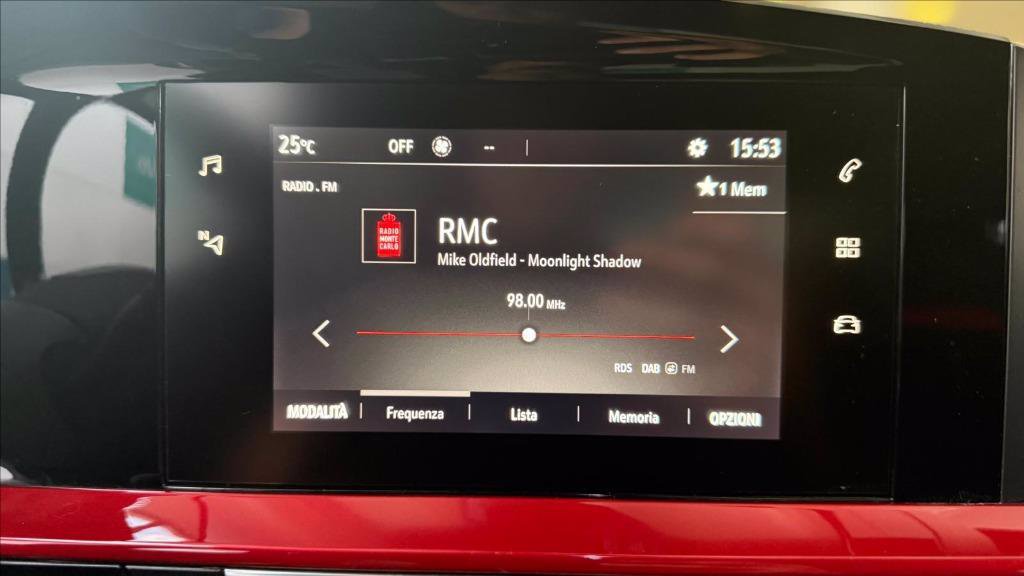 25°C OFF -- 15:53
RADIO . FM
1 Mem
RADIO
MONTE
CARLO
RMC
Mike Oldfield - Moonlight Shadow
98.00 MHz
RDS DAB FM
MODALITÀ Frequenza Lista Memoria OPZIONI
N